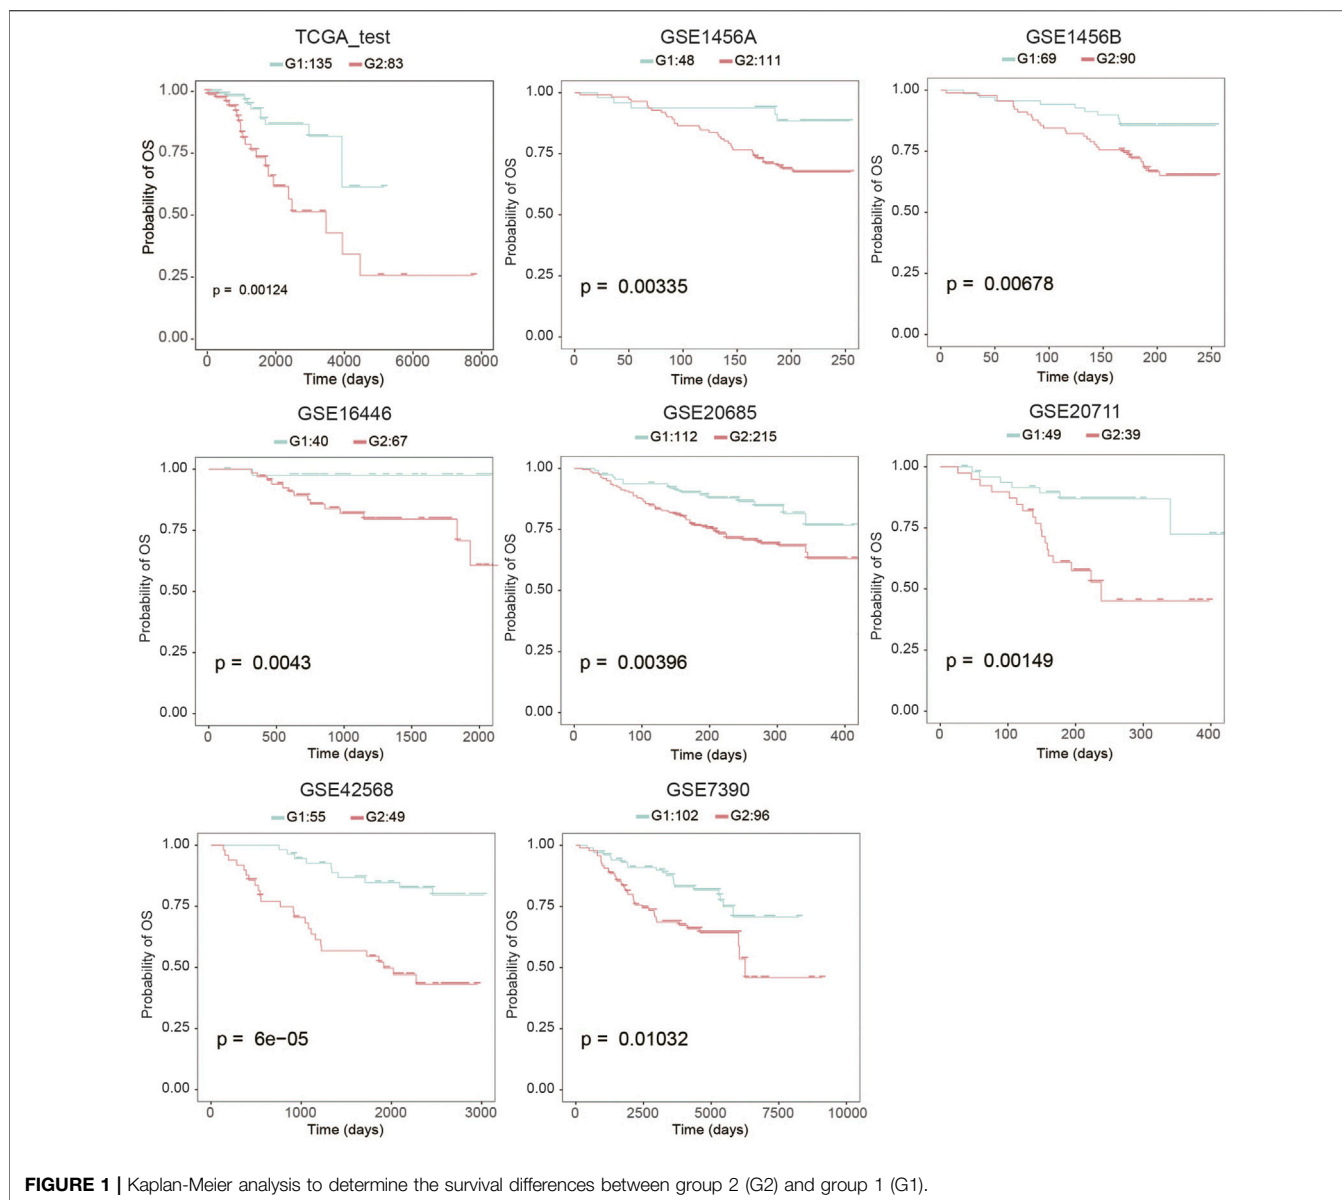 TCGA_test
G1:135 G2:83
Probability of OS
1.00
0.75
0.50
0.25
0.00
p = 0.00124
0 2000 4000 6000 8000
Time (days)
GSE1456A
G1:48 G2:111
Probability of OS
1.00
0.75
0.50
0.25
0.00
p = 0.00335
0 50 100 150 200 250
Time (days)
GSE1456B
G1:69 G2:90
Probability of OS
1.00
0.75
0.50
0.25
0.00
p = 0.00678
0 50 100 150 200 250
Time (days)
GSE16446
G1:40 G2:67
Probability of OS
1.00
0.75
0.50
0.25
0.00
p = 0.0043
0 500 1000 1500 2000
Time (days)
GSE20685
G1:112 G2:215
Probability of OS
1.00
0.75
0.50
0.25
0.00
p = 0.00396
0 100 200 300 400
Time (days)
GSE20711
G1:49 G2:39
Probability of OS
1.00
0.75
0.50
0.25
0.00
p = 0.00149
0 100 200 300 400
Time (days)
GSE42568
G1:55 G2:49
Probability of OS
1.00
0.75
0.50
0.25
0.00
p = 6e−05
0 1000 2000 3000
Time (days)
GSE7390
G1:102 G2:96
Probability of OS
1.00
0.75
0.50
0.25
0.00
p = 0.01032
0 2500 5000 7500 10000
Time (days)
FIGURE 1 | Kaplan-Meier analysis to determine the survival differences between group 2 (G2) and group 1 (G1).